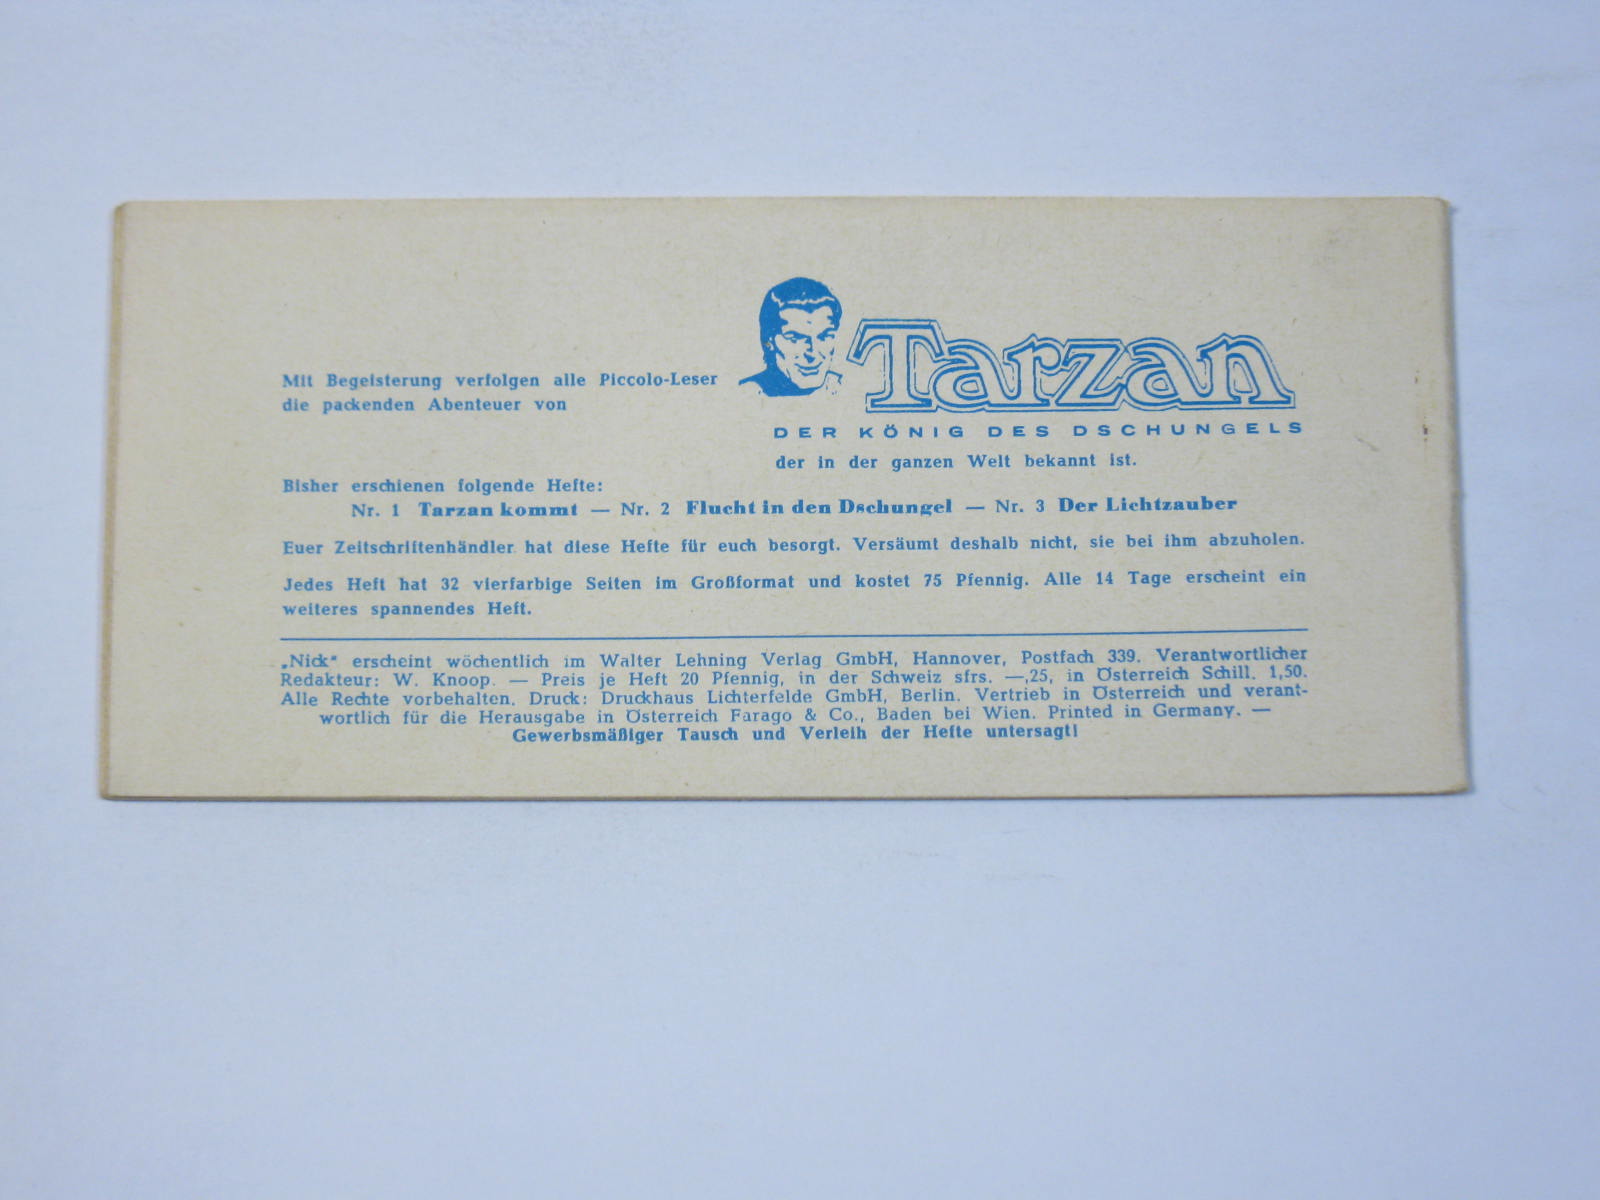 Mit Begeisterung verfolgen alle Piccolo-Leser
die packenden Abenteuer von
Tarzan
DER KÖNIG DES DSCHUNGELS
der in der ganzen Welt bekannt ist.
Bisher erschienen folgende Hefte:
Nr. 1 Tarzan kommt — Nr. 2 Flucht in den Dschungel — Nr. 3 Der Lichtzauber
Euer Zeitschriftenhändler hat diese Hefte für euch besorgt. Versäumt deshalb nicht, sie bei ihm abzuholen.
Jedes Heft hat 32 vierfarbige Seiten im Großformat und kostet 75 Pfennig. Alle 14 Tage erscheint ein
weiteres spannendes Heft.
„Nick" erscheint wöchentlich im Walter Lehning Verlag GmbH, Hannover, Postfach 339. Verantwortlicher
Redakteur: W. Knoop. — Preis je Heft 20 Pfennig, in der Schweiz sfrs. —,25, in Österreich Schill. 1,50.
Alle Rechte vorbehalten. Druck: Druckhaus Lichterfelde GmbH, Berlin. Vertrieb in Österreich und verant-
wortlich für die Herausgabe in Österreich Farago & Co., Baden bei Wien. Printed in Germany. —
Gewerbsmäßiger Tausch und Verleih der Hefte untersagt!